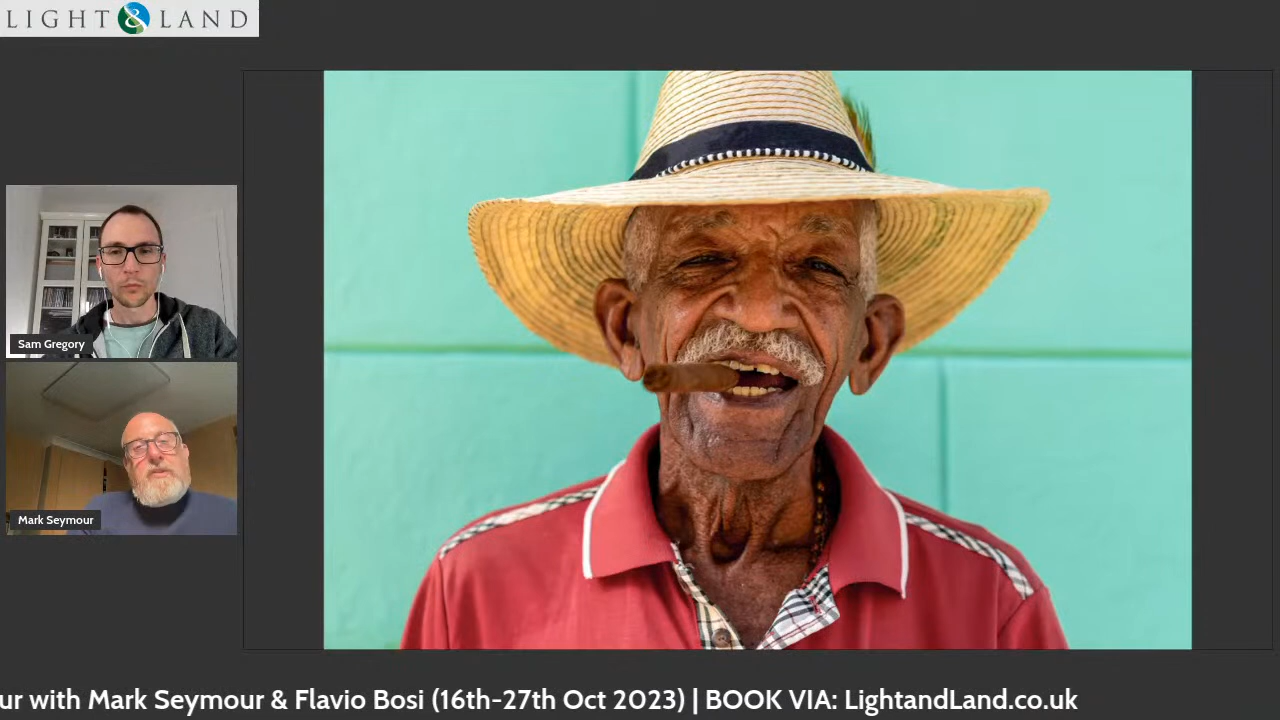 LIGHT & LAND
Sam Gregory
Mark Seymour
ur with Mark Seymour & Flavio Bosi (16th-27th Oct 2023) | BOOK VIA: LightandLand.co.uk